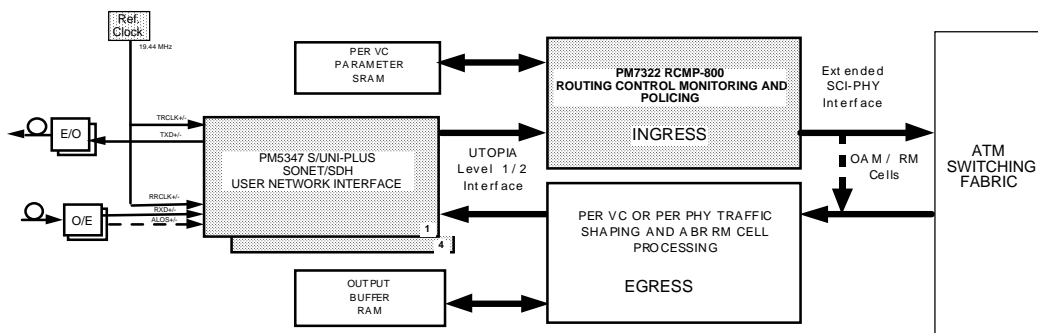 Ref.
Clock
19.44 MHz
PER VC
PARAMETER
SRAM
PM7322 RCMP-800
ROUTING CONTROL MONITORING AND
POLICING
INGRESS
Extended
SCI-PHY
Interface
E/O
TRCLK+/-
TXD+/-
PM5347 S/UNI-PLUS
SONET/SDH
USER NETWORK INTERFACE
UTOPIA
Level 1/2
Interface
OAM / RM
Cells
ATM
SWITCHING
FABRIC
O/E
RRCLK+/-
RXD+/-
ALOS+/-
1
4
PER VC OR PER PHY TRAFFIC
SHAPING AND ABR RM CELL
PROCESSING
EGRESS
OUTPUT
BUFFER
RAM